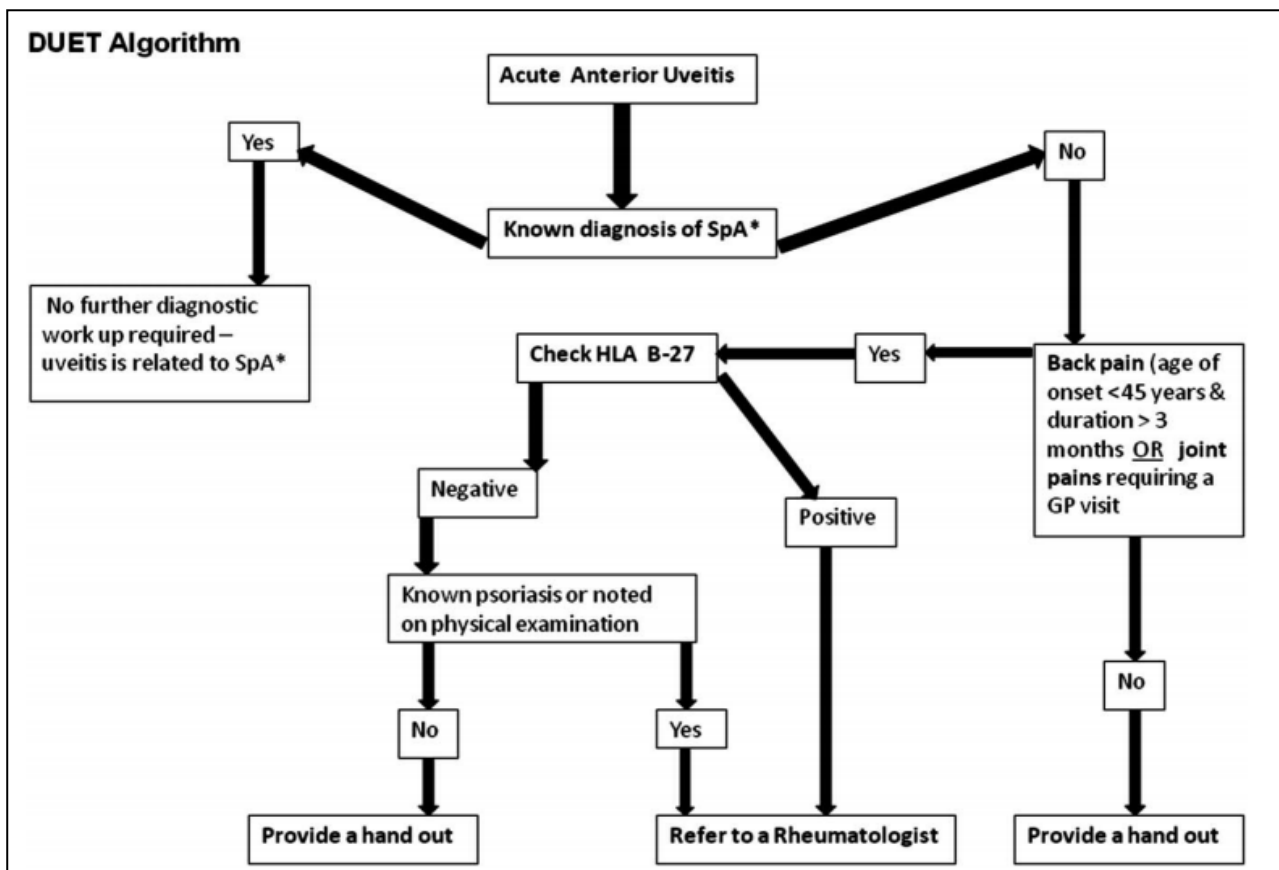 DUET Algorithm
Acute Anterior Uveitis
Yes
No
Known diagnosis of SpA*
No further diagnostic
work up required –
uveitis is related to SpA*
Check HLA B-27
Yes
Back pain (age of
onset <45 years &
duration > 3
months OR joint
pains requiring a
GP visit
Negative
Positive
Known psoriasis or noted
on physical examination
No
Yes
No
Provide a hand out
Refer to a Rheumatologist
Provide a hand out